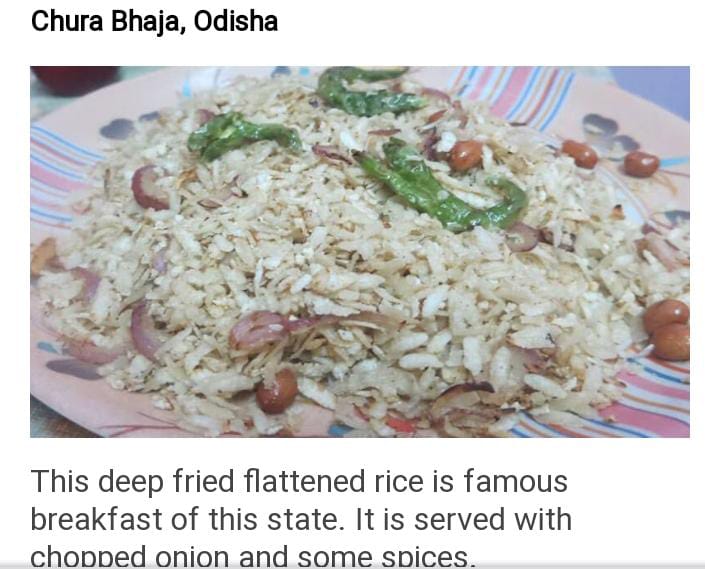 Chura Bhaja, Odisha
This deep fried flattened rice is famous
breakfast of this state. It is served with
chopped onion and some spices.